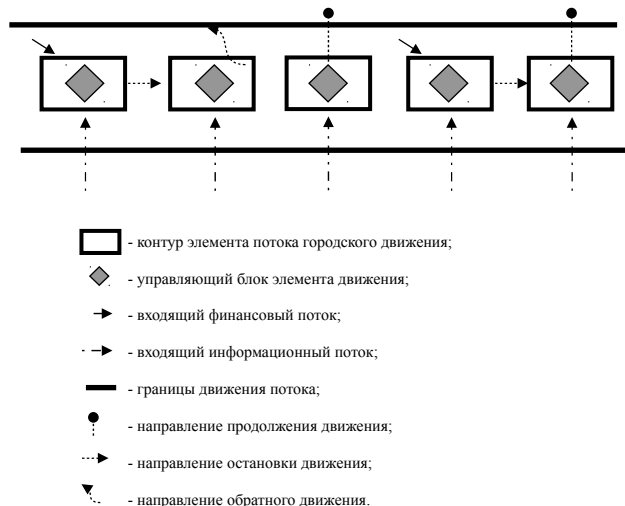 - контур элемента потока городского движения;
- управляющий блок элемента движения;
- входящий финансовый поток;
- входящий информационный поток;
- границы движения потока;
- направление продолжения движения;
- направление остановки движения;
- направление обратного движения.